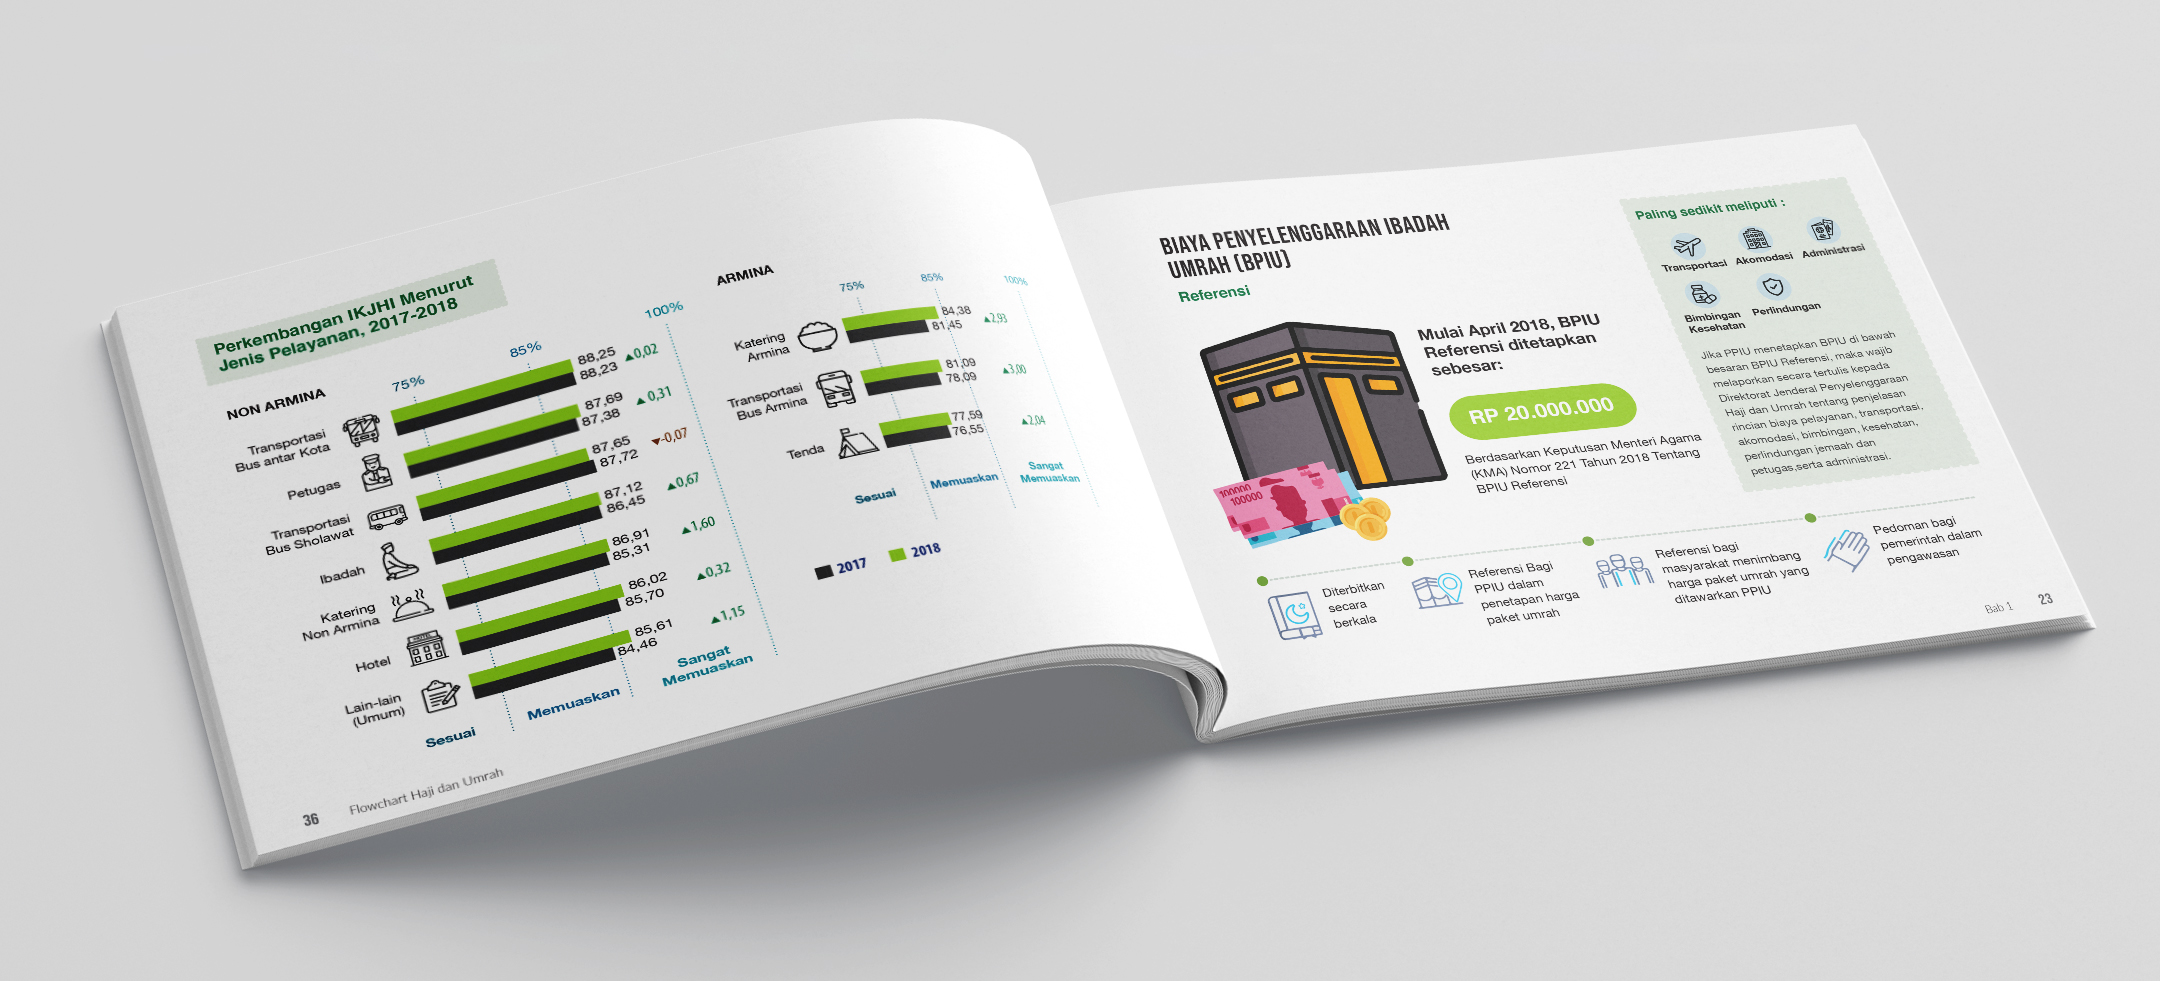 Perkembangan IKJHI Menurut
Jenis Pelayanan, 2017-2018
NON ARMINA
75%
85%
100%
Transportasi
Bus antar Kota
88,25
88,23
▲0,02
Petugas
87,69
87,38
▲0,31
Transportasi
Bus Sholawat
87,65
87,72
▼-0,07
Ibadah
87,12
86,45
▲0,67
Katering
Non Armina
86,91
85,31
▲1,60
HOTEL
Hotel
86,02
85,70
▲0,32
Lain-lain
(Umum)
85,61
84,46
▲1,15
Sesuai
Memuaskan
Sangat
Memuaskan
ARMINA
75%
85%
100%
Katering
Armina
84,38
81,45
▲2,93
Transportasi
Bus Armina
81,09
78,09
▲3,00
Tenda
77,59
76,55
▲2,04
Sesuai
Memuaskan
Sangat
Memuaskan
2017
2018
36
Flowchart Haji dan Umrah
BIAYA PENYELENGGARAAN IBADAH
UMRAH (BPIU)
Referensi
100000
100000
Mulai April 2018, BPIU
Referensi ditetapkan
sebesar:
RP 20.000.000
Berdasarkan Keputusan Menteri Agama
(KMA) Nomor 221 Tahun 2018 Tentang
BPIU Referensi
Paling sedikit meliputi :
Transportasi
Akomodasi
Administrasi
Bimbingan
Kesehatan
Perlindungan
Jika PPIU menetapkan BPIU di bawah
besaran BPIU Referensi, maka wajib
melaporkan secara tertulis kepada
Direktorat Jenderal Penyelenggaraan
Haji dan Umrah tentang penjelasan
rincian biaya pelayanan, transportasi,
akomodasi, bimbingan, kesehatan,
perlindungan jemaah dan
petugas,serta administrasi.
Diterbitkan
secara
berkala
Referensi Bagi
PPIU dalam
penetapan harga
paket umrah
Referensi bagi
masyarakat menimbang
harga paket umrah yang
ditawarkan PPIU
Pedoman bagi
pemerintah dalam
pengawasan
Bab 1
23